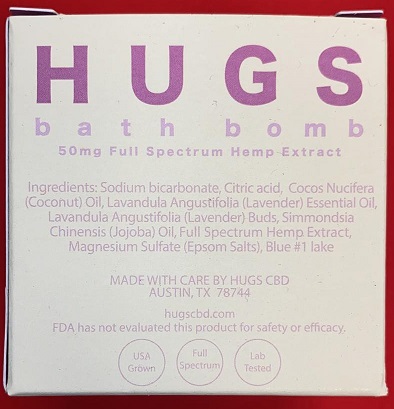 HUGS
bath bomb
50mg Full Spectrum Hemp Extract
Ingredients: Sodium bicarbonate, Citric acid, Cocos Nucifera
(Coconut) Oil, Lavandula Angustifolia (Lavender) Essential Oil,
Lavandula Angustifolia (Lavender) Buds, Simmondsia
Chinensis (Jojoba) Oil, Full Spectrum Hemp Extract,
Magnesium Sulfate (Epsom Salts), Blue #1 lake
MADE WITH CARE BY HUGS CBD
AUSTIN, TX 78744
hugscbd.com
FDA has not evaluated this product for safety or efficacy.
USA
Grown
Full
Spectrum
Lab
Tested